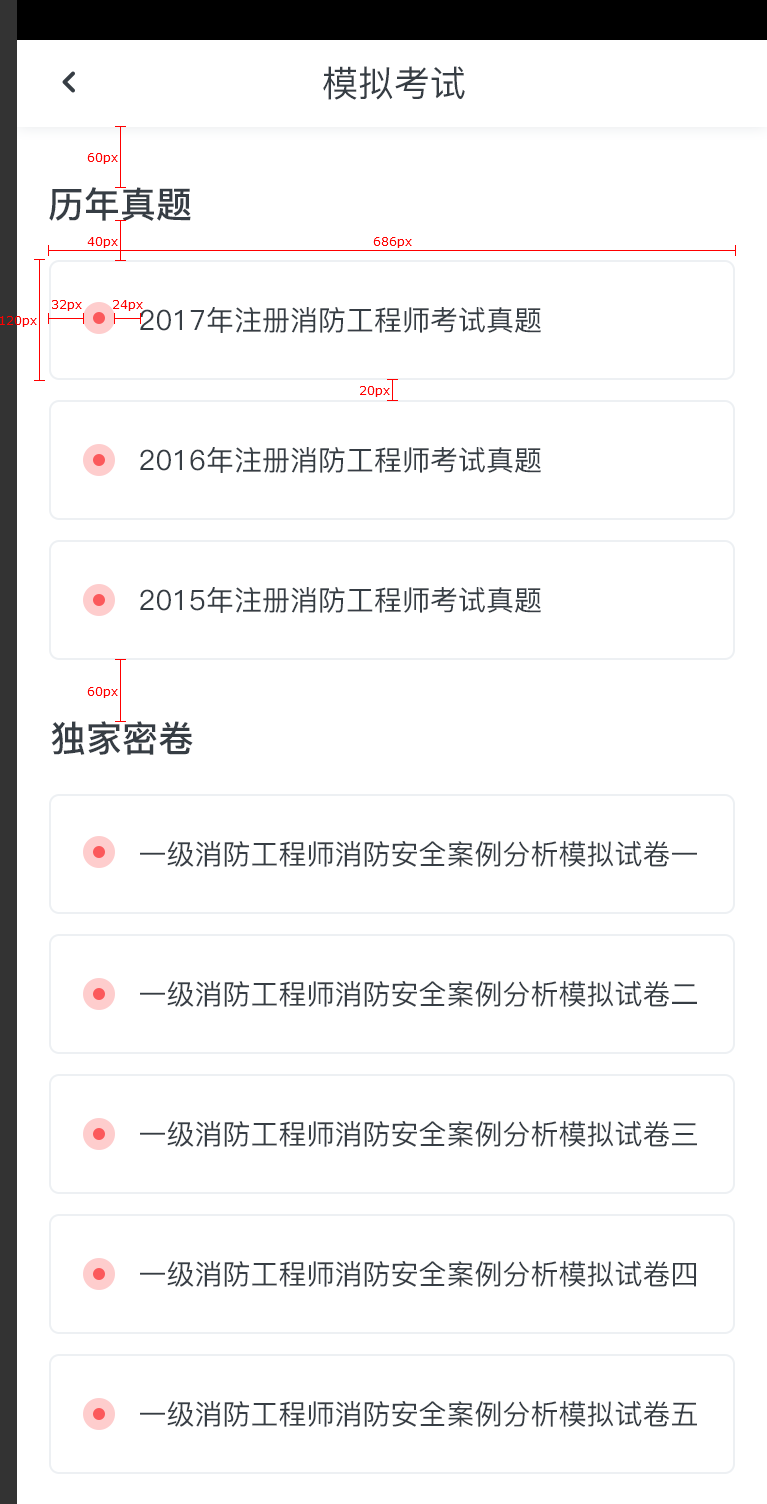 模拟考试
60px
历年真题
40px
686px
120px
32px
24px
2017年注册消防工程师考试真题
20px
2016年注册消防工程师考试真题
2015年注册消防工程师考试真题
60px
独家密卷
一级消防工程师消防安全案例分析模拟试卷一
一级消防工程师消防安全案例分析模拟试卷二
一级消防工程师消防安全案例分析模拟试卷三
一级消防工程师消防安全案例分析模拟试卷四
一级消防工程师消防安全案例分析模拟试卷五